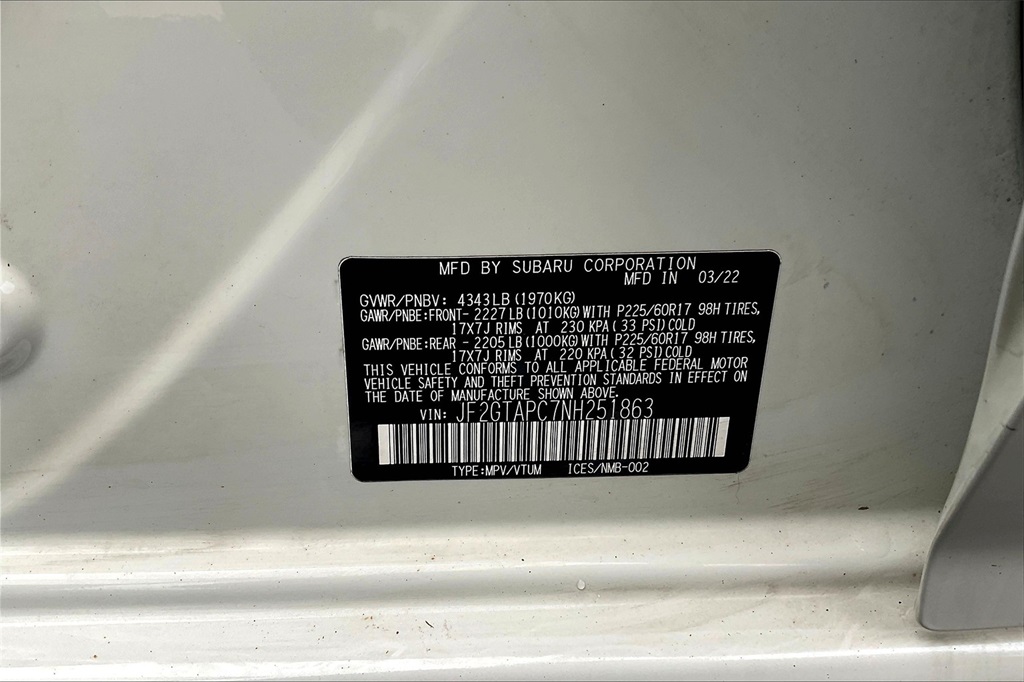 MFD BY SUBARU CORPORATION
MFD IN 03/22
GVWR/PNBV: 4343LB(1970KG)
GAWR/PNBE:FRONT- 2227LB(1010KG)WITH P225/60R17 98H TIRES,
17X7J RIMS AT 230 KPA(33 PSI)COLD
GAWR/PNBE:REAR - 2205LB(1000KG)WITH P225/60R17 98H TIRES,
17X7J RIMS AT 220 KPA(32 PSI)COLD
THIS VEHICLE CONFORMS TO ALL APPLICABLE FEDERAL MOTOR
VEHICLE SAFETY AND THEFT PREVENTION STANDARDS IN EFFECT ON
THE DATE OF MANUFACTURE SHOWN ABOVE.
VIN: JF2GTAPC7NH251863
TYPE:MPV/VTUM ICES/NMB-002